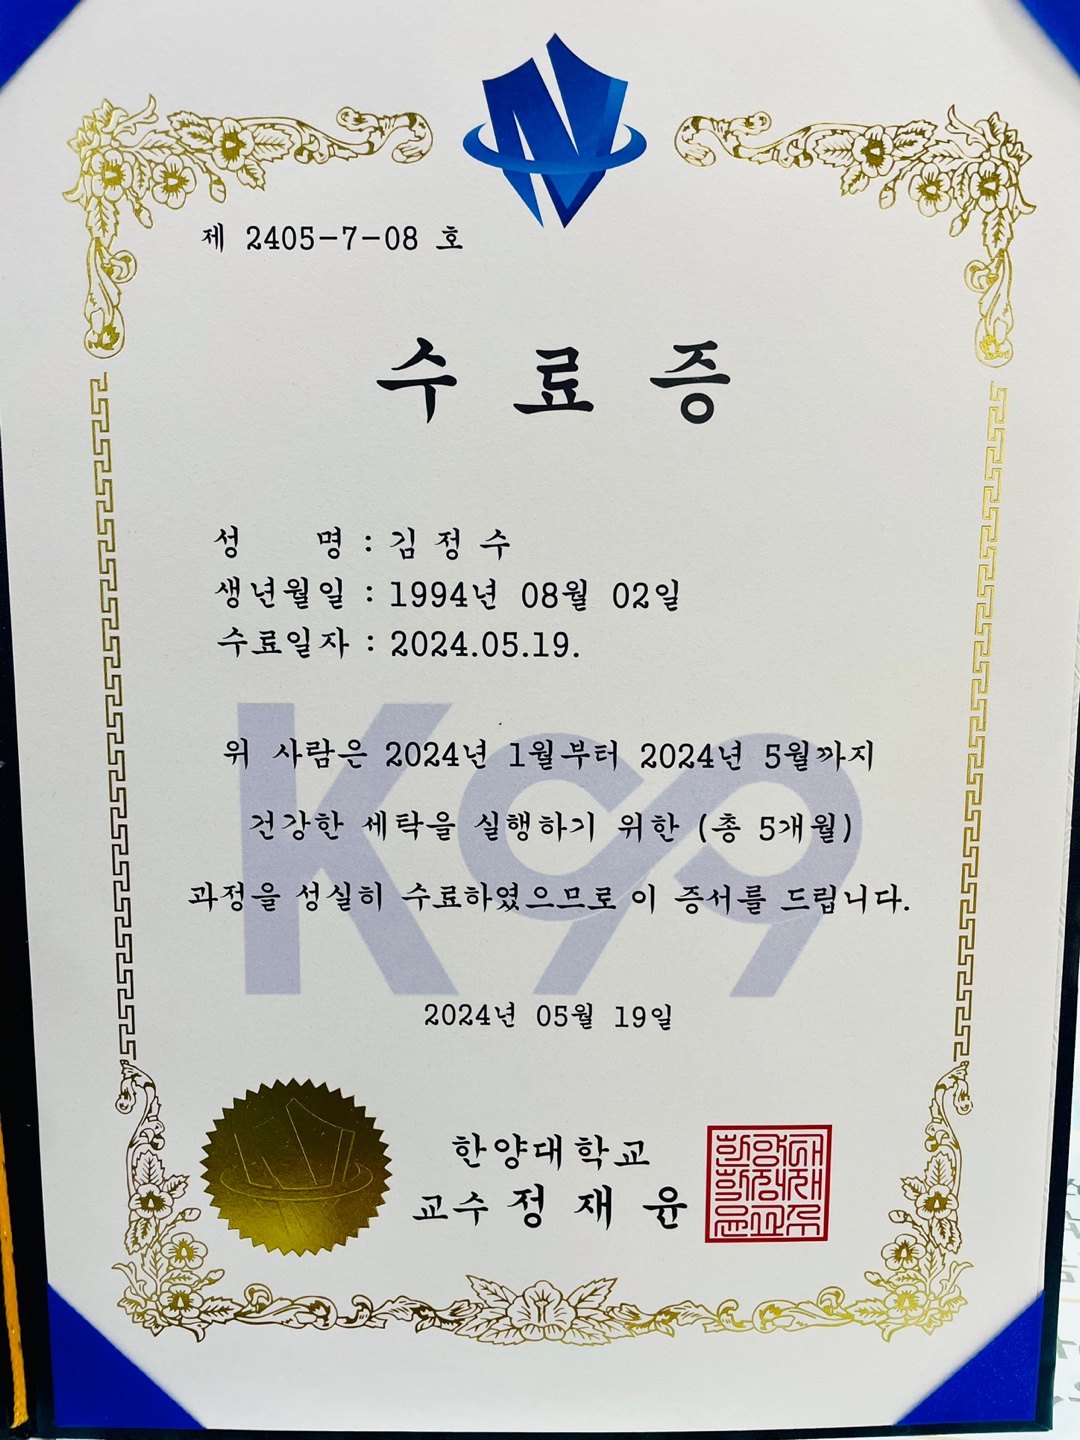 제 2405-7-08 호
수 료 증
성 명 : 김 정 수
생년월일 : 1994년 08월 02일
수료일자 : 2024.05.19.
K99
위 사람은 2024년 1월부터 2024년 5월까지
건강한 세탁을 실행하기 위한 (총 5개월)
과정을 성실히 수료하였으므로 이 증서를 드립니다.
2024년 05월 19일
한양대학교
교수 정 재 윤